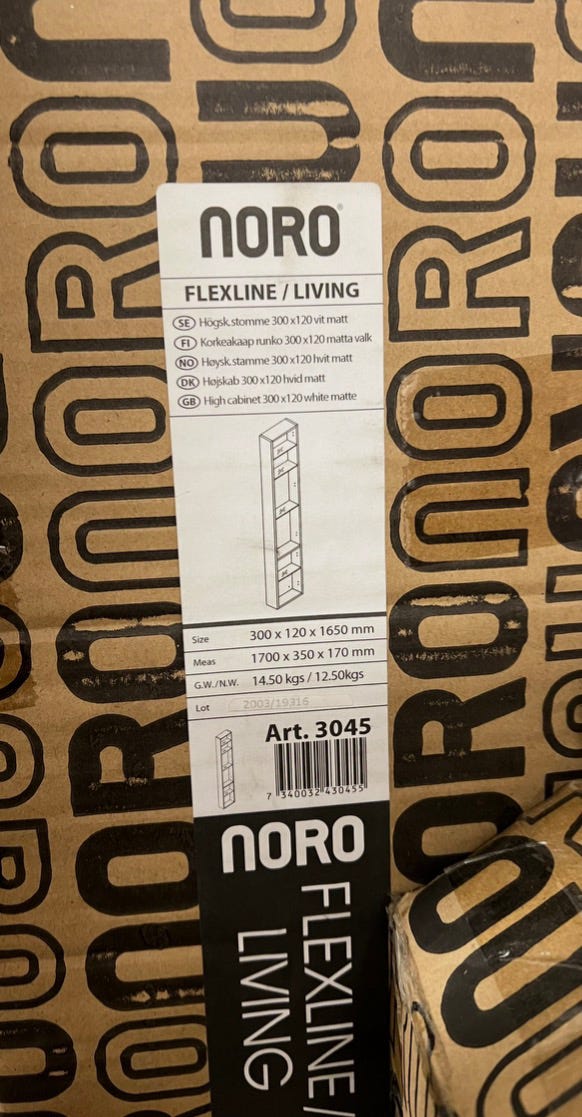 NORO®
FLEXLINE / LIVING
SE Högsk.stomme 300 x120 vit matt
FI Korkeakaap runko 300 x120 matta valk
NO Høysk.stamme 300 x120 hvit matt
DK Højskab 300 x120 hvid matt
GB High cabinet 300 x120 white matte
Size 300 x 120 x 1650 mm
Meas 1700 x 350 x 170 mm
G.W./N.W. 14.50 kgs / 12.50kgs
Lot 2003/19316
Art. 3045
7 340032 430455
NORO
FLEXLINE /
LIVING